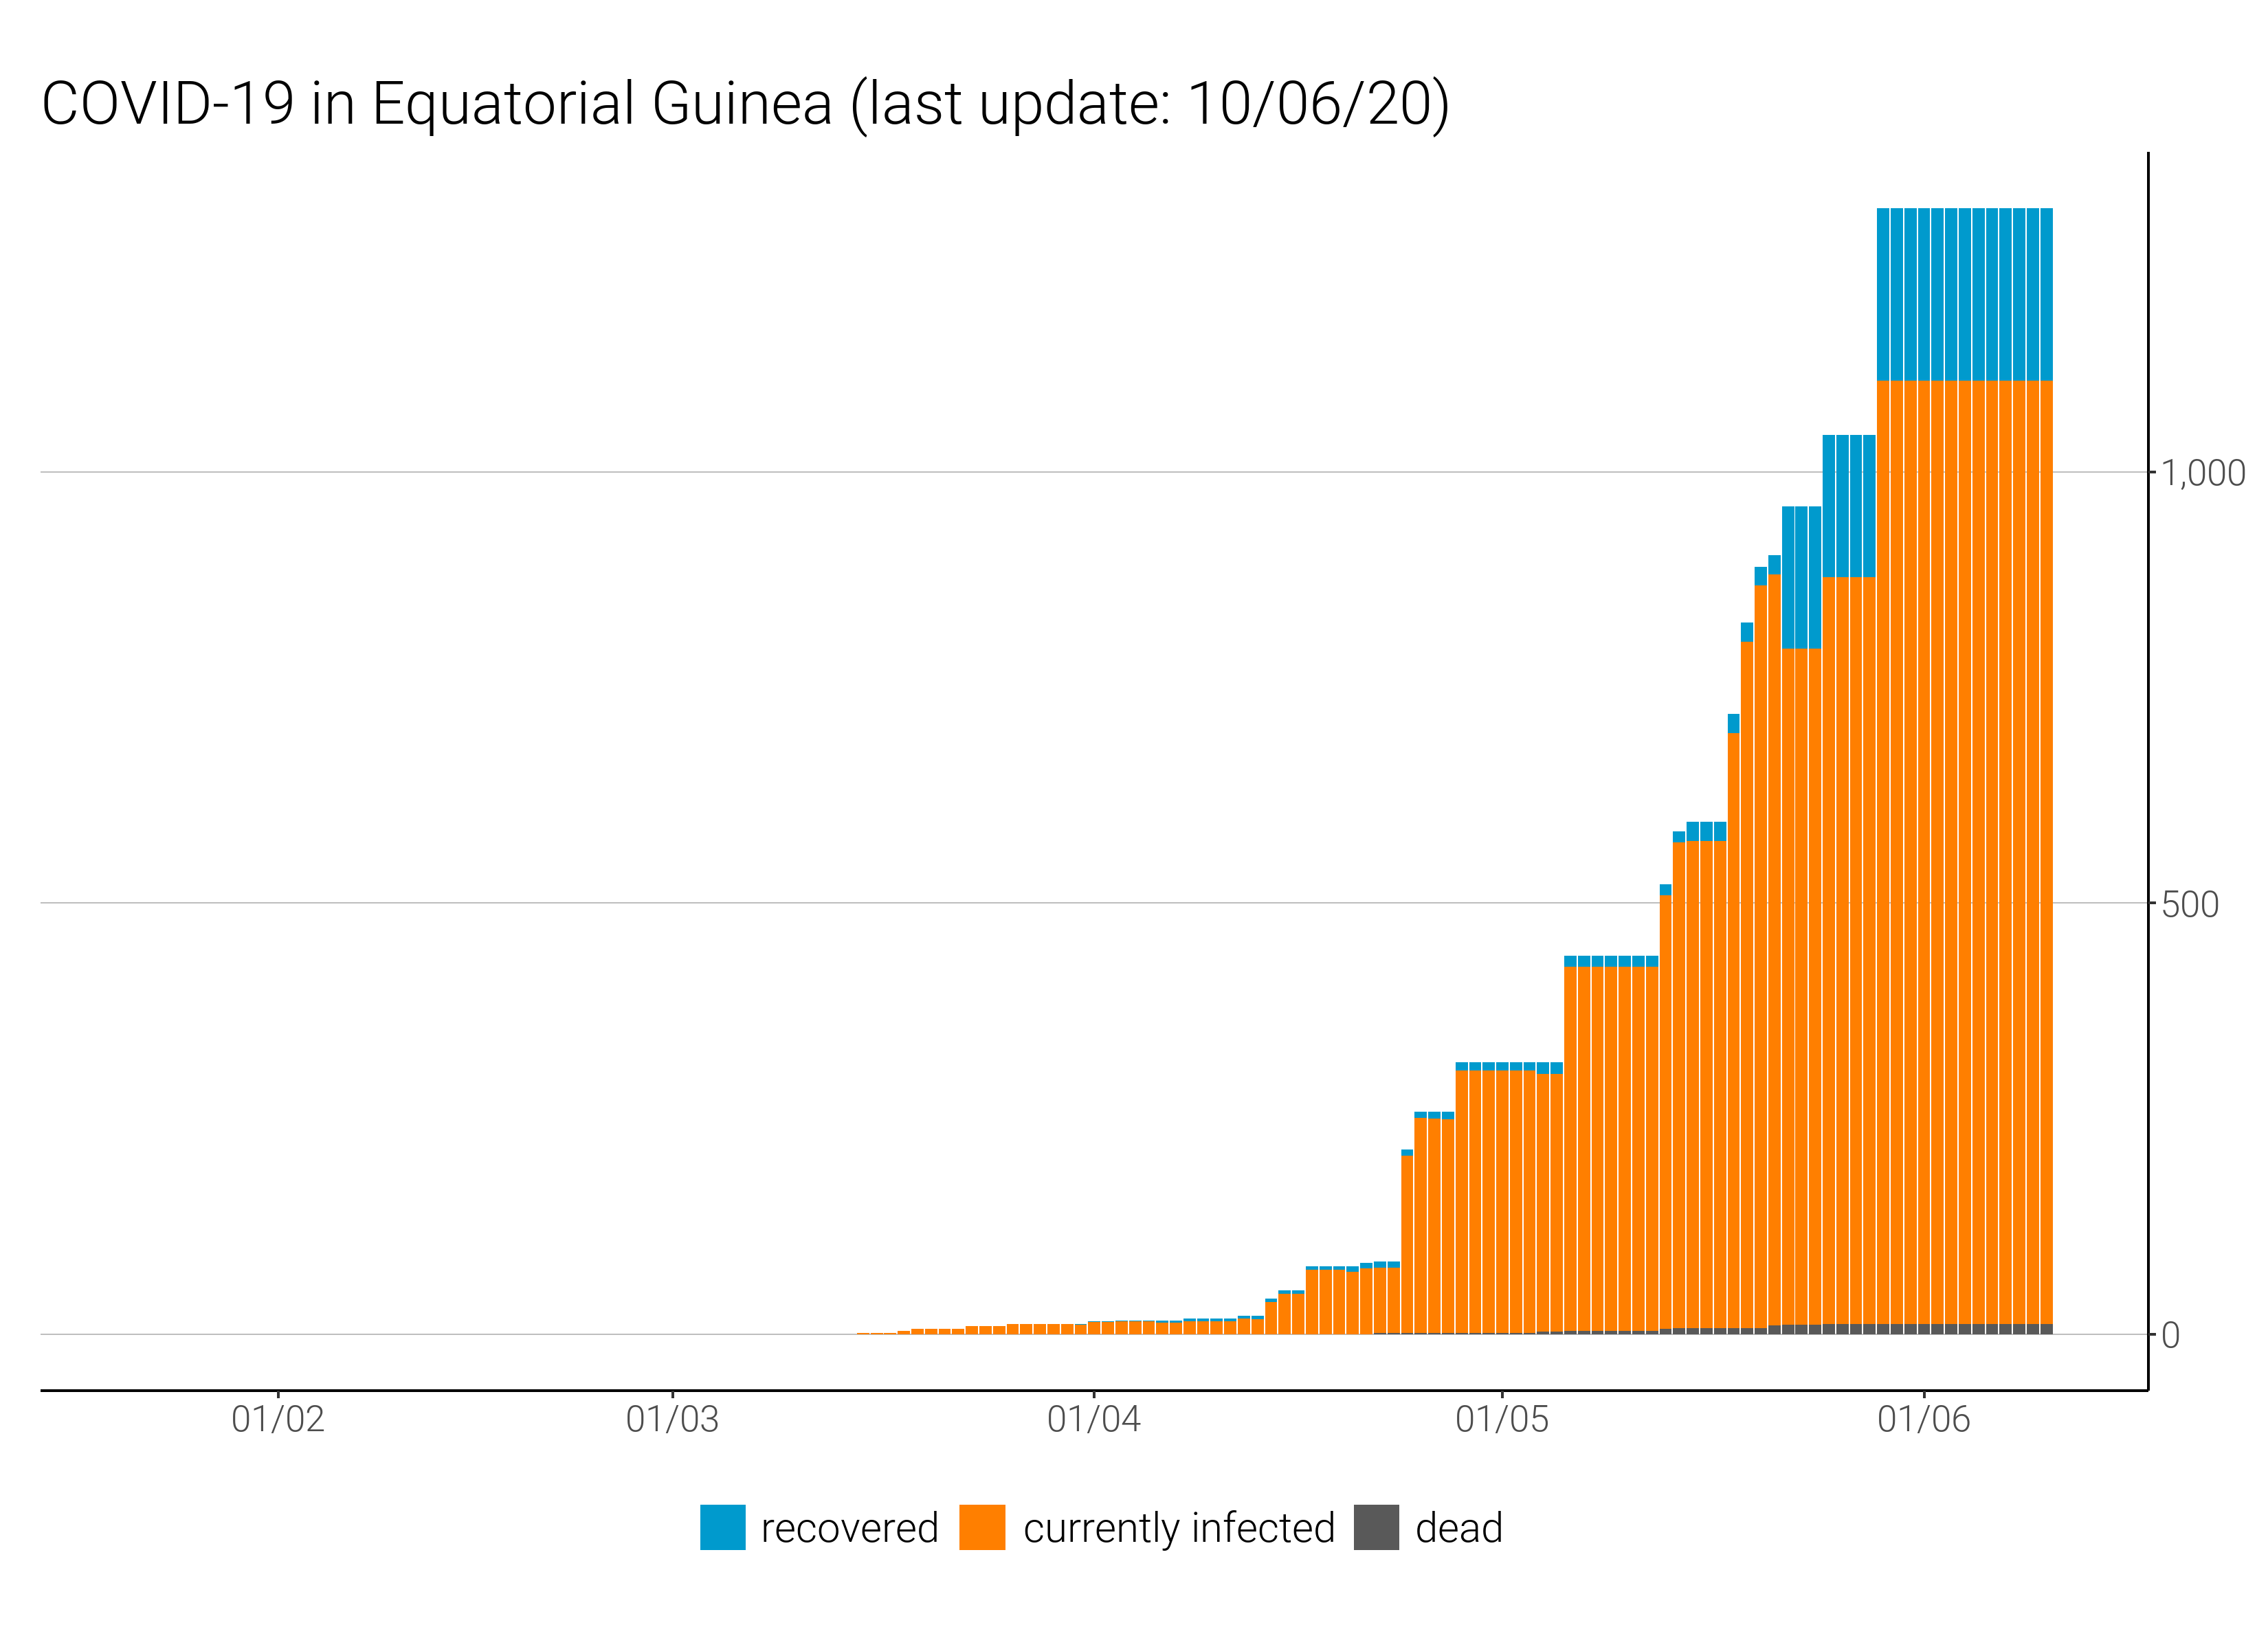 COVID-19 in Equatorial Guinea (last update: 10/06/20)
1,000
500
0
01/02 01/03 01/04 01/05 01/06
recovered currently infected dead